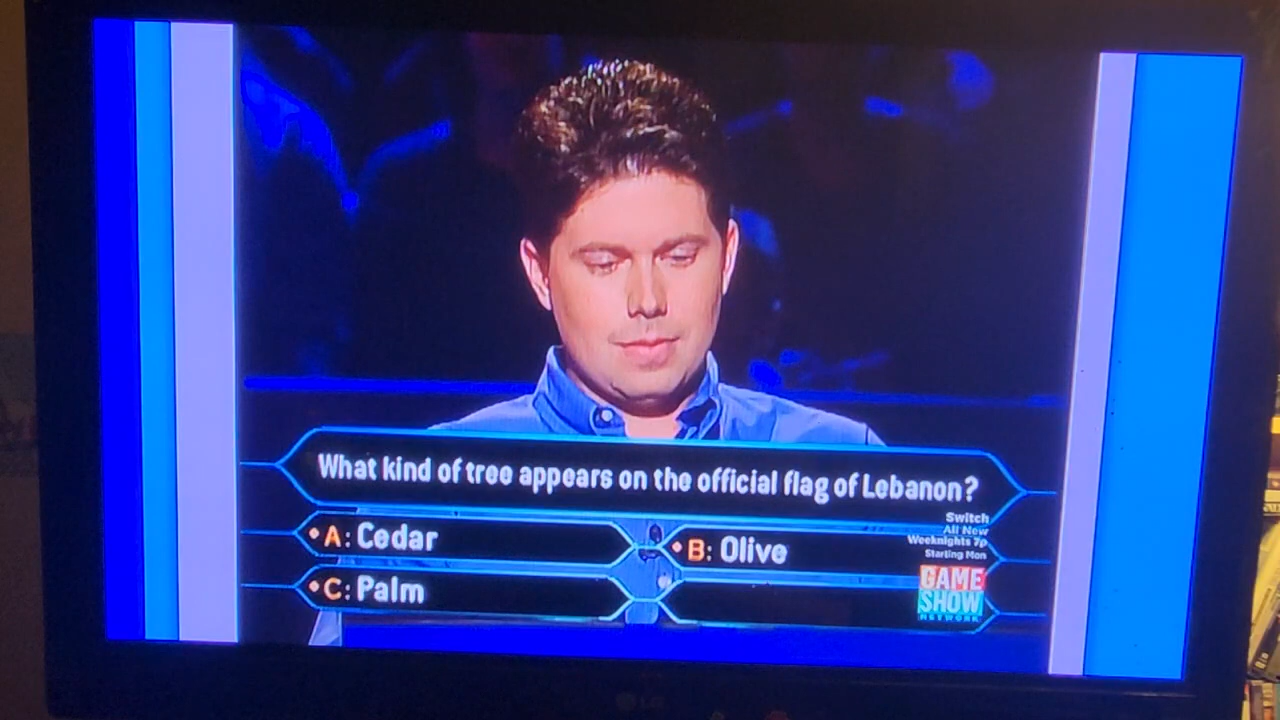 What kind of tree appears on the official flag of Lebanon?
• A: Cedar
• B: Olive
• C: Palm
Switch
All New
Weeknights 7p
Starting Mon
GAME
SHOW
NETWORK
LG